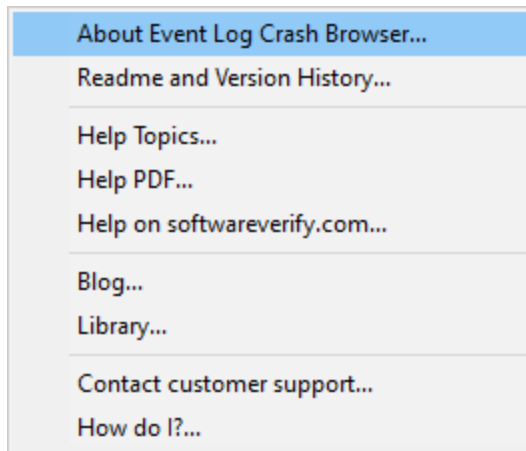 About Event Log Crash Browser...
Readme and Version History...
Help Topics...
Help PDF...
Help on softwareverify.com...
Blog...
Library...
Contact customer support...
How do I?...